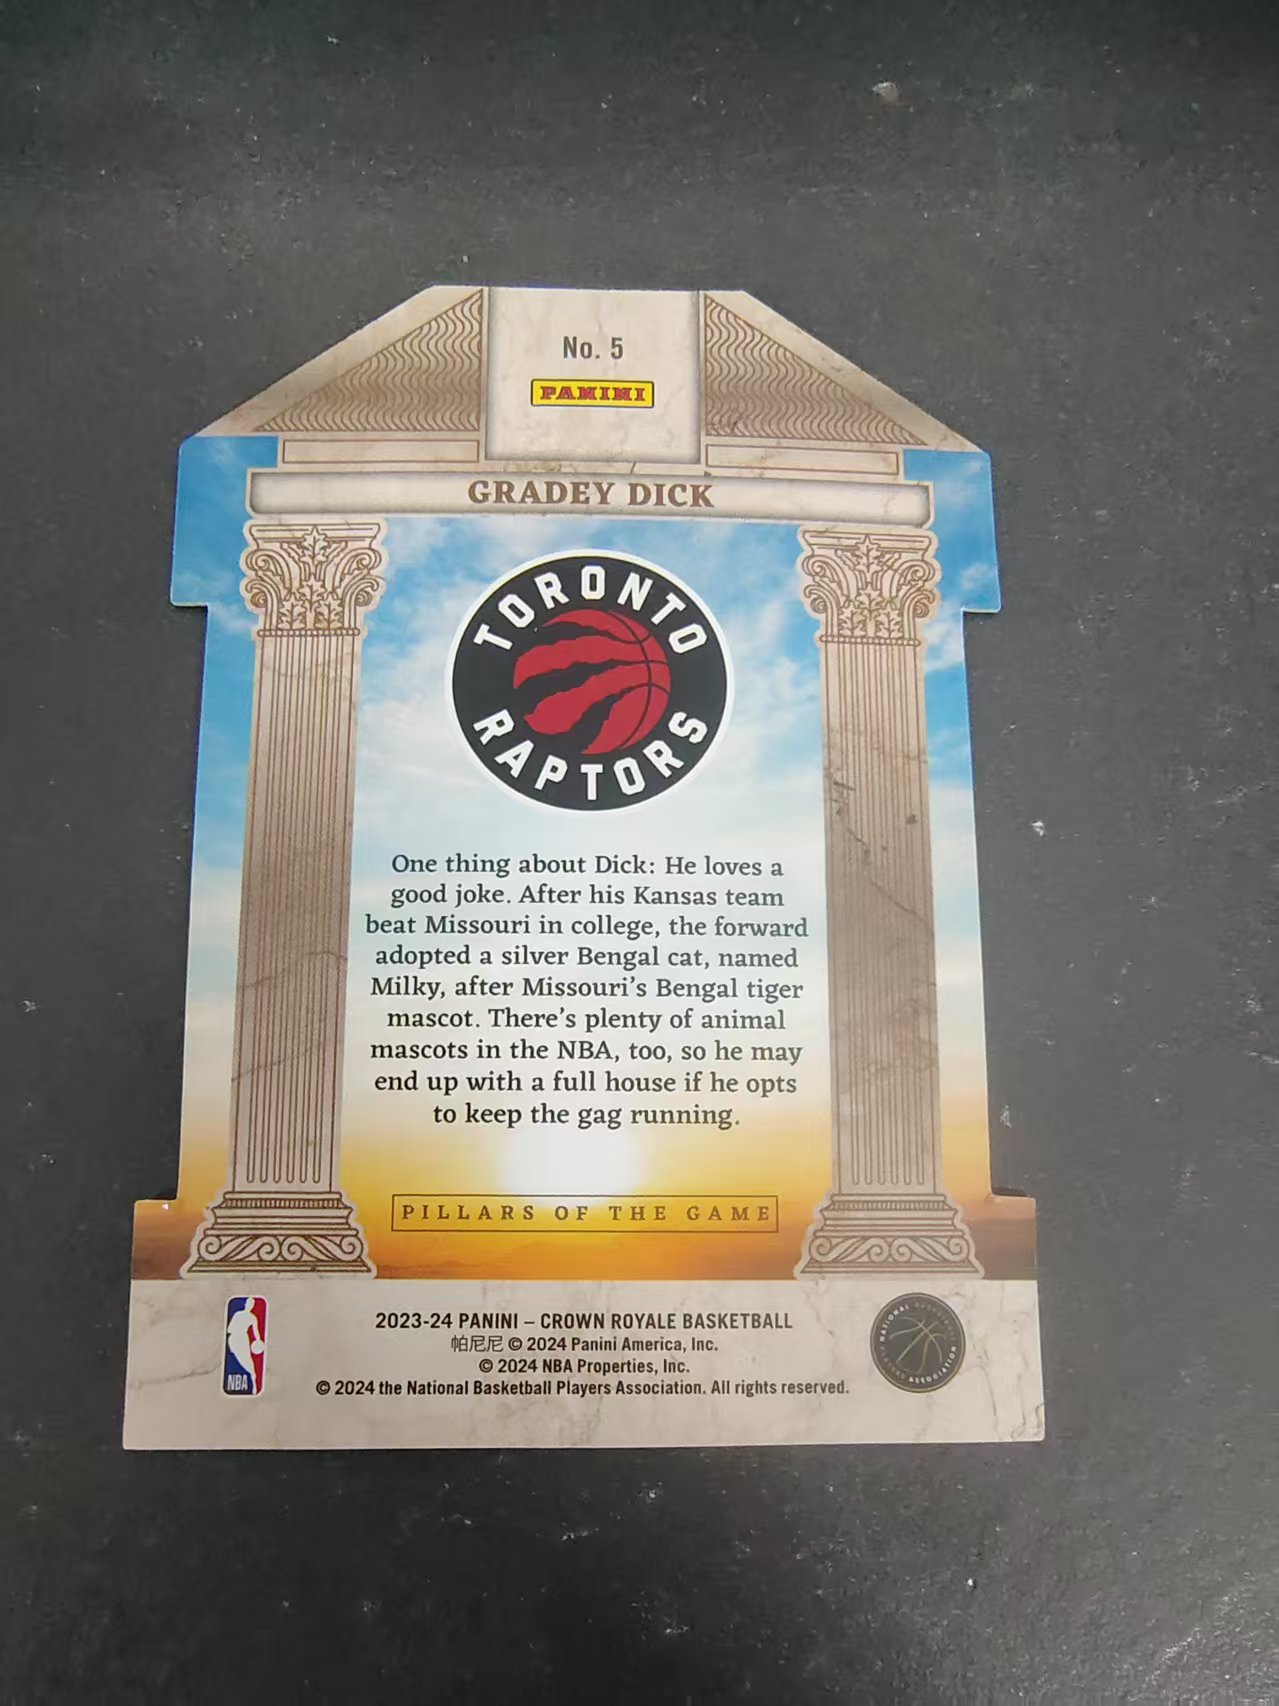 No. 5
PANINI
GRADEY DICK
TORONTO
RAPTORS
One thing about Dick: He loves a
good joke. After his Kansas team
beat Missouri in college, the forward
adopted a silver Bengal cat, named
Milky, after Missouri's Bengal tiger
mascot. There's plenty of animal
mascots in the NBA, too, so he may
end up with a full house if he opts
to keep the gag running.
PILLARS OF THE GAME
NBA
2023-24 PANINI – CROWN ROYALE BASKETBALL
帕尼尼 © 2024 Panini America, Inc.
© 2024 NBA Properties, Inc.
© 2024 the National Basketball Players Association. All rights reserved.
NATIONAL BASKETBALL
PLAYERS ASSOCIATION